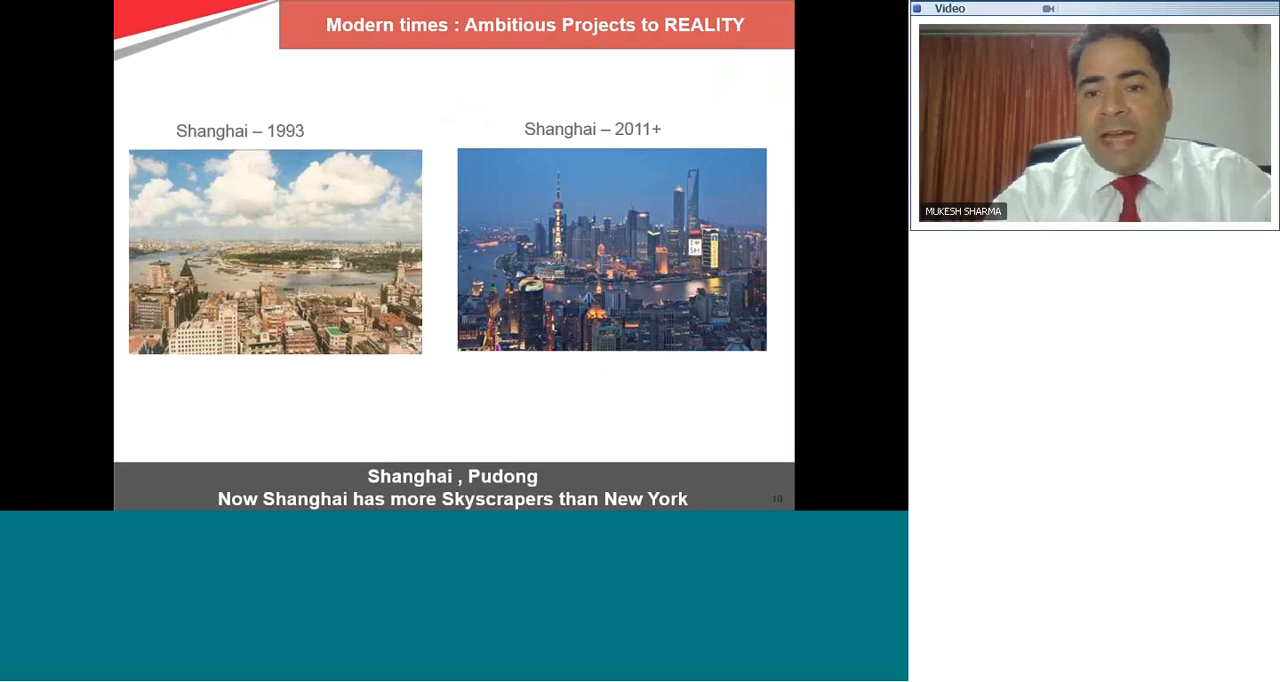 Modern times : Ambitious Projects to REALITY
Shanghai – 1993
Shanghai – 2011+
Shanghai , Pudong
Now Shanghai has more Skyscrapers than New York
10
Video
MUKESH SHARMA